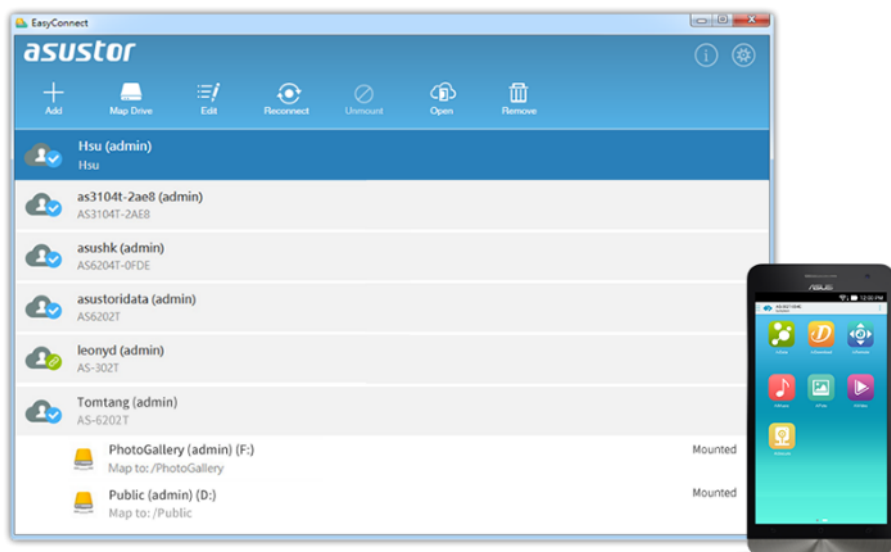 EasyConnect
asustor
Add
Map Drive
Edit
Reconnect
Unmount
Open
Remove
Hsu (admin)
Hsu
as3104t-2ae8 (admin)
AS3104T-2AE8
asushk (admin)
AS6204T-0FDE
asustoridata (admin)
AS6202T
leonyd (admin)
AS-302T
Tomtang (admin)
AS-6202T
PhotoGallery (admin) (F:)
Mounted
Map to: /PhotoGallery
Public (admin) (D:)
Mounted
Map to: /Public
ASUS